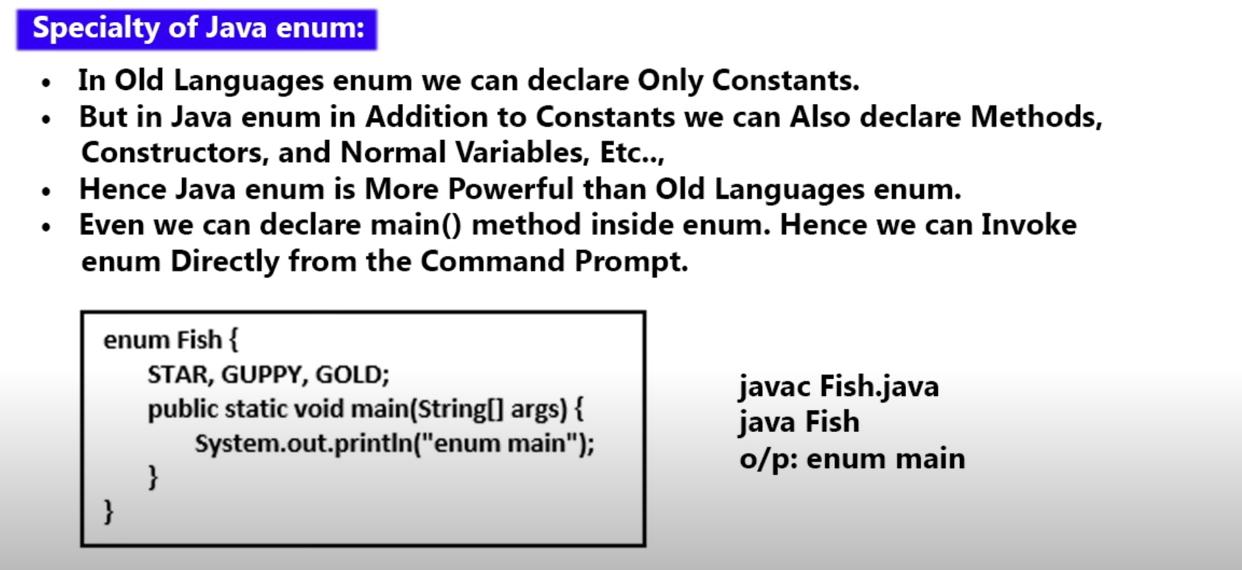 Specialty of Java enum:
• In Old Languages enum we can declare Only Constants.
• But in Java enum in Addition to Constants we can Also declare Methods,
Constructors, and Normal Variables, Etc..,
• Hence Java enum is More Powerful than Old Languages enum.
• Even we can declare main() method inside enum. Hence we can Invoke
enum Directly from the Command Prompt.
enum Fish {
STAR, GUPPY, GOLD;
public static void main(String[] args) {
System.out.println("enum main");
}
}
javac Fish.java
java Fish
o/p: enum main